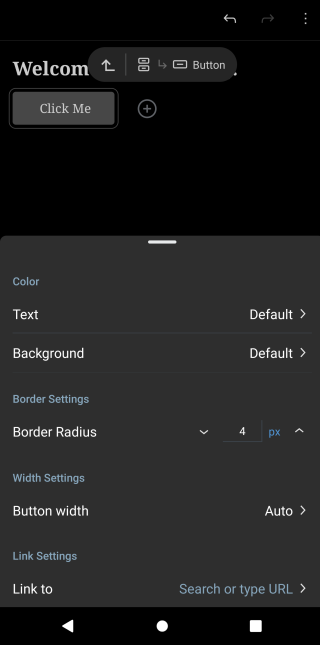 Welcom
Button
.
Click Me
Color
Text Default
Background Default
Border Settings
Border Radius 4 px
Width Settings
Button width Auto
Link Settings
Link to Search or type URL